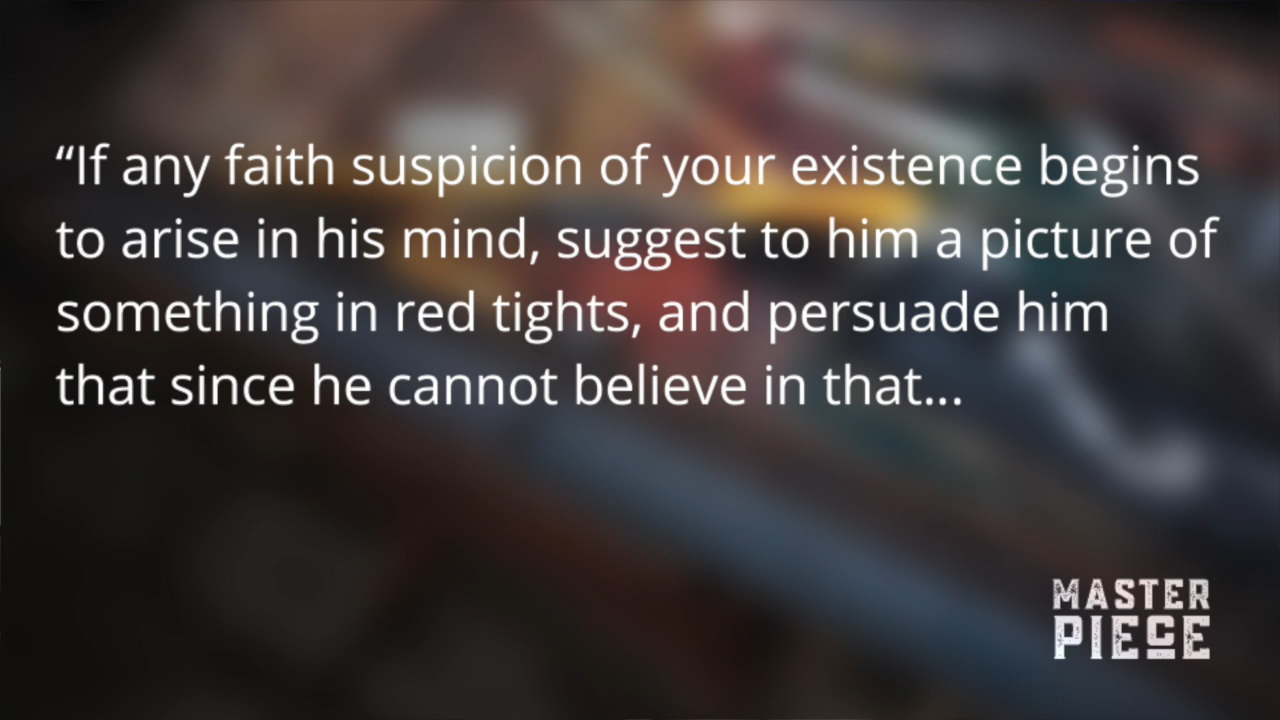 “If any faith suspicion of your existence begins
to arise in his mind, suggest to him a picture of
something in red tights, and persuade him
that since he cannot believe in that...
MASTER
PIECE